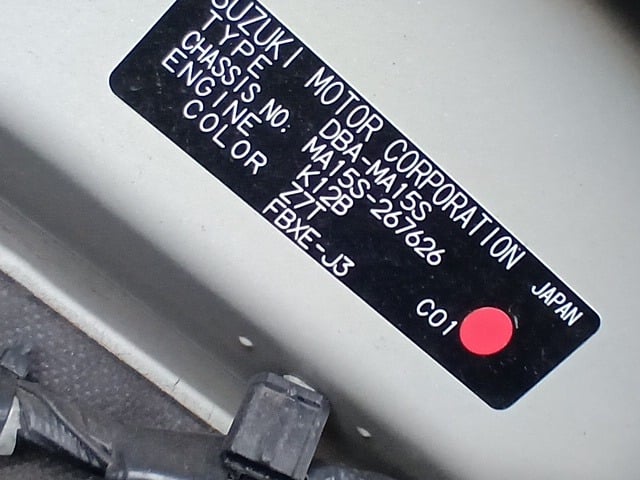 SUZUKI MOTOR CORPORATION JAPAN
TYPE DBA-MA15S
CHASSIS NO: MA15S-267626
ENGINE K12B
COLOR Z7T
FBXE-J3
C01